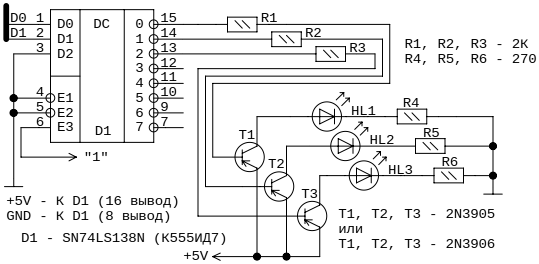 D0 1 D0 DC 0 15 R1
D1 2 D1 1 14 R2
3 D2 2 13 R3
3 12
4 11
4 E1 5 10
5 E2 6 9
6 E3 D1 7 7
"1"
R1, R2, R3 - 2К
R4, R5, R6 - 270
HL1 R4
HL2 R5
HL3 R6
T1
T2
T3
+5V - К D1 (16 вывод)
GND - К D1 (8 вывод)
D1 - SN74LS138N (К555ИД7)
+5V
T1, T2, T3 - 2N3905
или
T1, T2, T3 - 2N3906